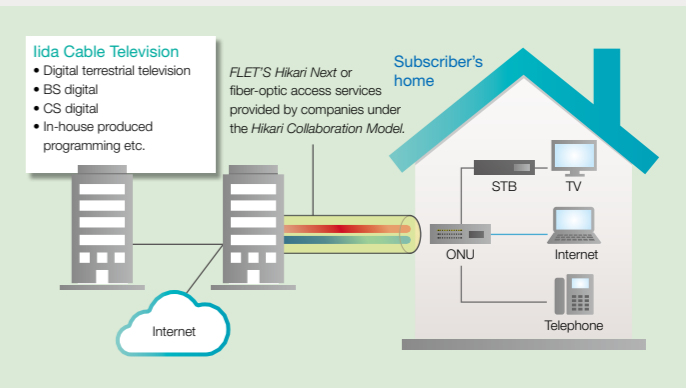 Iida Cable Television
• Digital terrestrial television
• BS digital
• CS digital
• In-house produced
programming etc.
FLET'S Hikari Next or
fiber-optic access services
provided by companies under
the Hikari Collaboration Model.
Subscriber's
home
STB
TV
ONU
Internet
Telephone
Internet